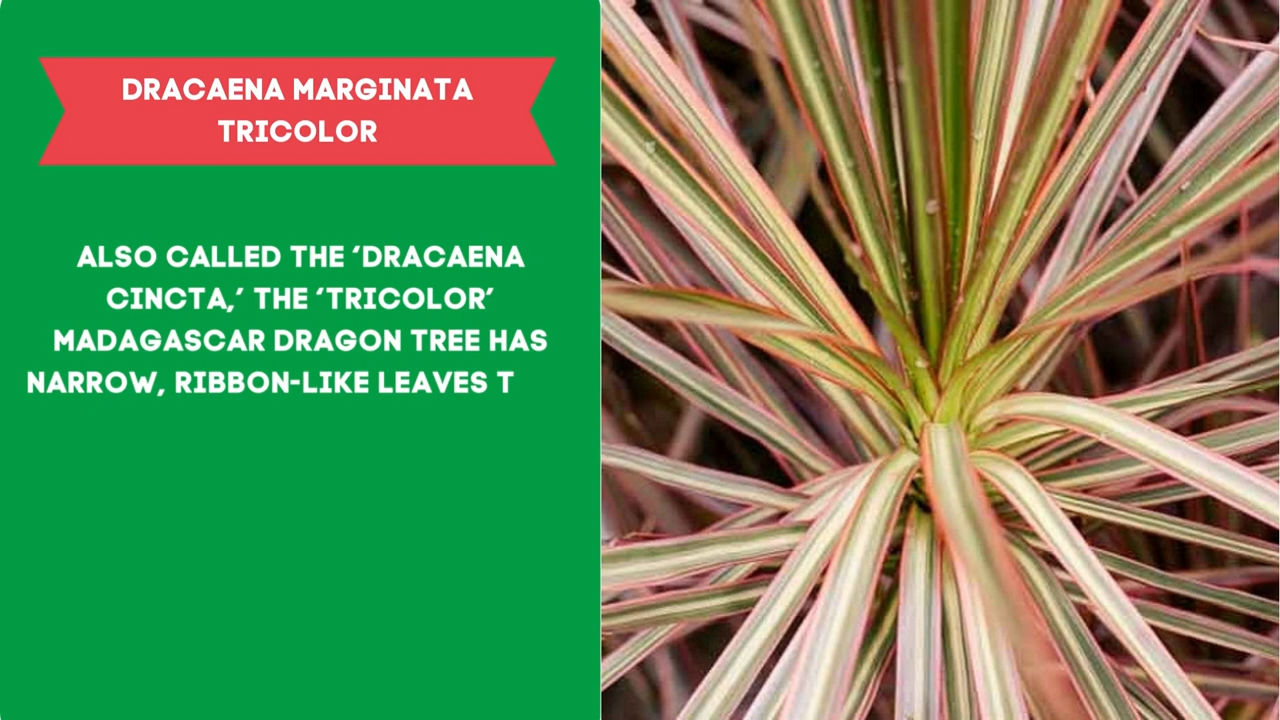 DRACAENA MARGINATA
TRICOLOR
ALSO CALLED THE ‘DRACAENA
CINCTA,’ THE ‘TRICOLOR’
MADAGASCAR DRAGON TREE HAS
NARROW, RIBBON-LIKE LEAVES T